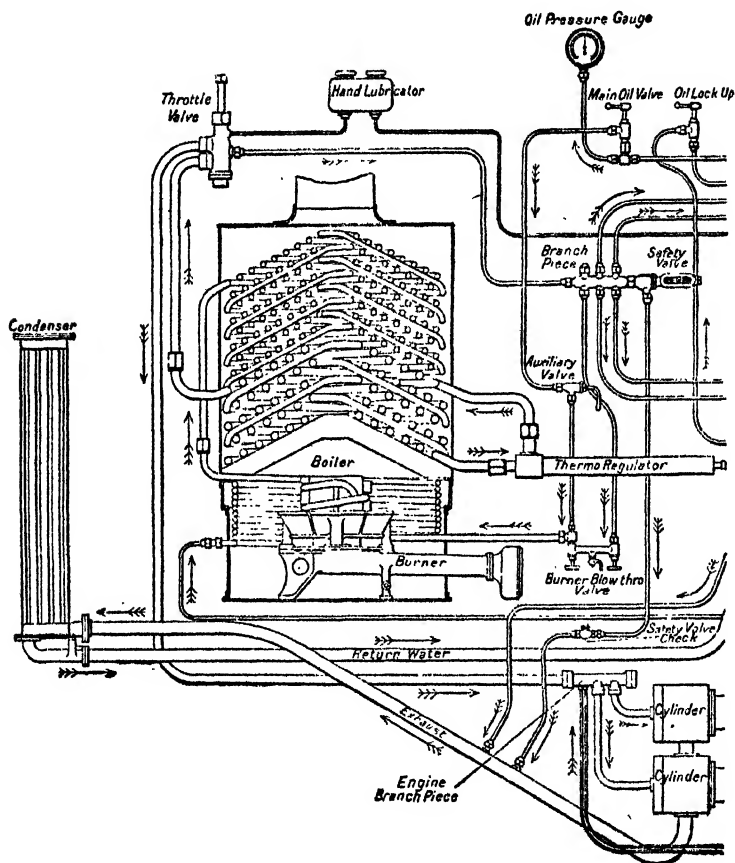 Oil Pressure Gauge
Throttle
Valve
Hand Lubricator
Main Oil Valve
Oil Lock Up
Branch
Piece
Safety
Valve
Condenser
Auxiliary
Valve
Boiler
Thermo Regulator
Burner
Burner Blow thro
Valve
Safety Valve
Check
Return Water
Exhaust
Cylinder
Cylinder
Engine
Branch Piece